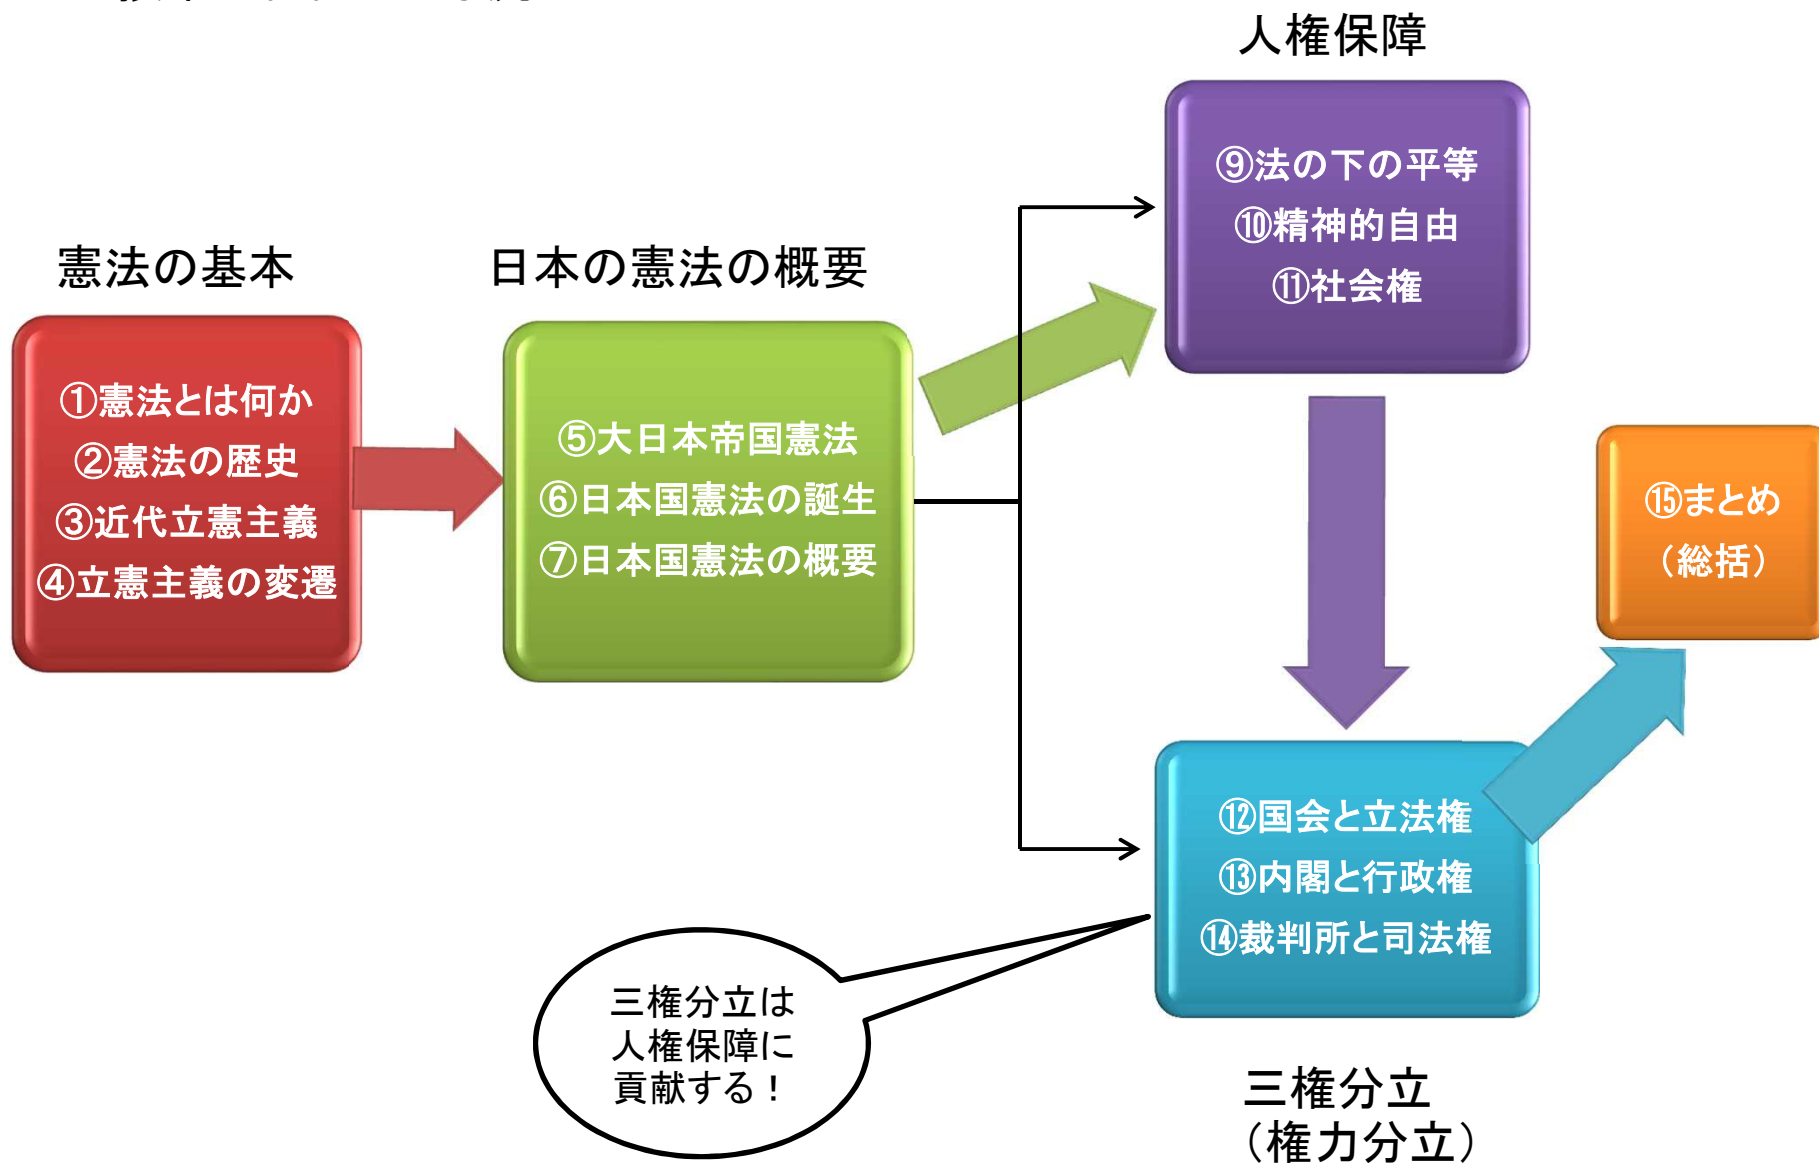 憲法の基本
①憲法とは何か
②憲法の歴史
③近代立憲主義
④立憲主義の変遷
日本の憲法の概要
⑤大日本帝国憲法
⑥日本国憲法の誕生
⑦日本国憲法の概要
人権保障
⑨法の下の平等
⑩精神的自由
⑪社会権
⑫国会と立法権
⑬内閣と行政権
⑭裁判所と司法権
三権分立
（権力分立）
三権分立は
人権保障に
貢献する！
⑮まとめ
（総括）